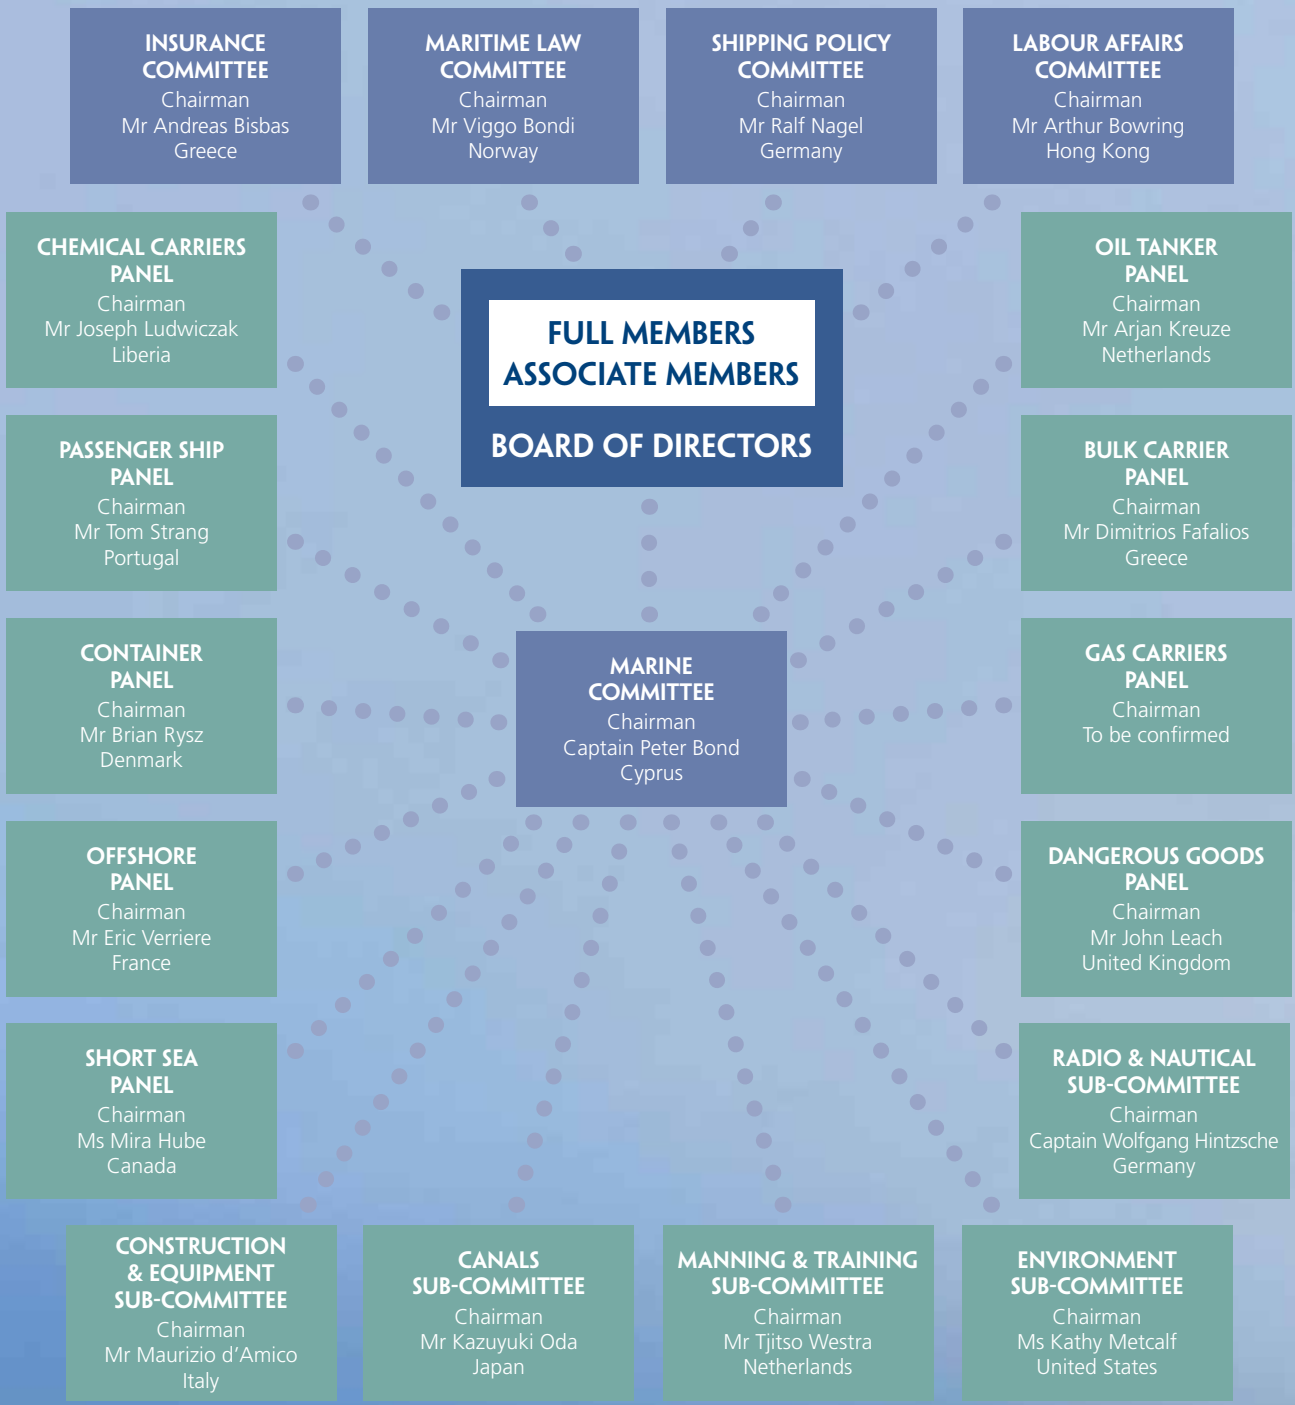 INSURANCE
COMMITTEE
Chairman
Mr Andreas Bisbas
Greece
MARITIME LAW
COMMITTEE
Chairman
Mr Viggo Bondi
Norway
SHIPPING POLICY
COMMITTEE
Chairman
Mr Ralf Nagel
Germany
LABOUR AFFAIRS
COMMITTEE
Chairman
Mr Arthur Bowring
Hong Kong
CHEMICAL CARRIERS
PANEL
Chairman
Mr Joseph Ludwiczak
Liberia
FULL MEMBERS
ASSOCIATE MEMBERS
BOARD OF DIRECTORS
OIL TANKER
PANEL
Chairman
Mr Arjan Kreuze
Netherlands
PASSENGER SHIP
PANEL
Chairman
Mr Tom Strang
Portugal
BULK CARRIER
PANEL
Chairman
Mr Dimitrios Fafalios
Greece
CONTAINER
PANEL
Chairman
Mr Brian Rysz
Denmark
MARINE
COMMITTEE
Chairman
Captain Peter Bond
Cyprus
GAS CARRIERS
PANEL
Chairman
To be confirmed
OFFSHORE
PANEL
Chairman
Mr Eric Verriere
France
DANGEROUS GOODS
PANEL
Chairman
Mr John Leach
United Kingdom
SHORT SEA
PANEL
Chairman
Ms Mira Hube
Canada
RADIO & NAUTICAL
SUB-COMMITTEE
Chairman
Captain Wolfgang Hintzsche
Germany
CONSTRUCTION
& EQUIPMENT
SUB-COMMITTEE
Chairman
Mr Maurizio d'Amico
Italy
CANALS
SUB-COMMITTEE
Chairman
Mr Kazuyuki Oda
Japan
MANNING & TRAINING
SUB-COMMITTEE
Chairman
Mr Tjitso Westra
Netherlands
ENVIRONMENT
SUB-COMMITTEE
Chairman
Ms Kathy Metcalf
United States